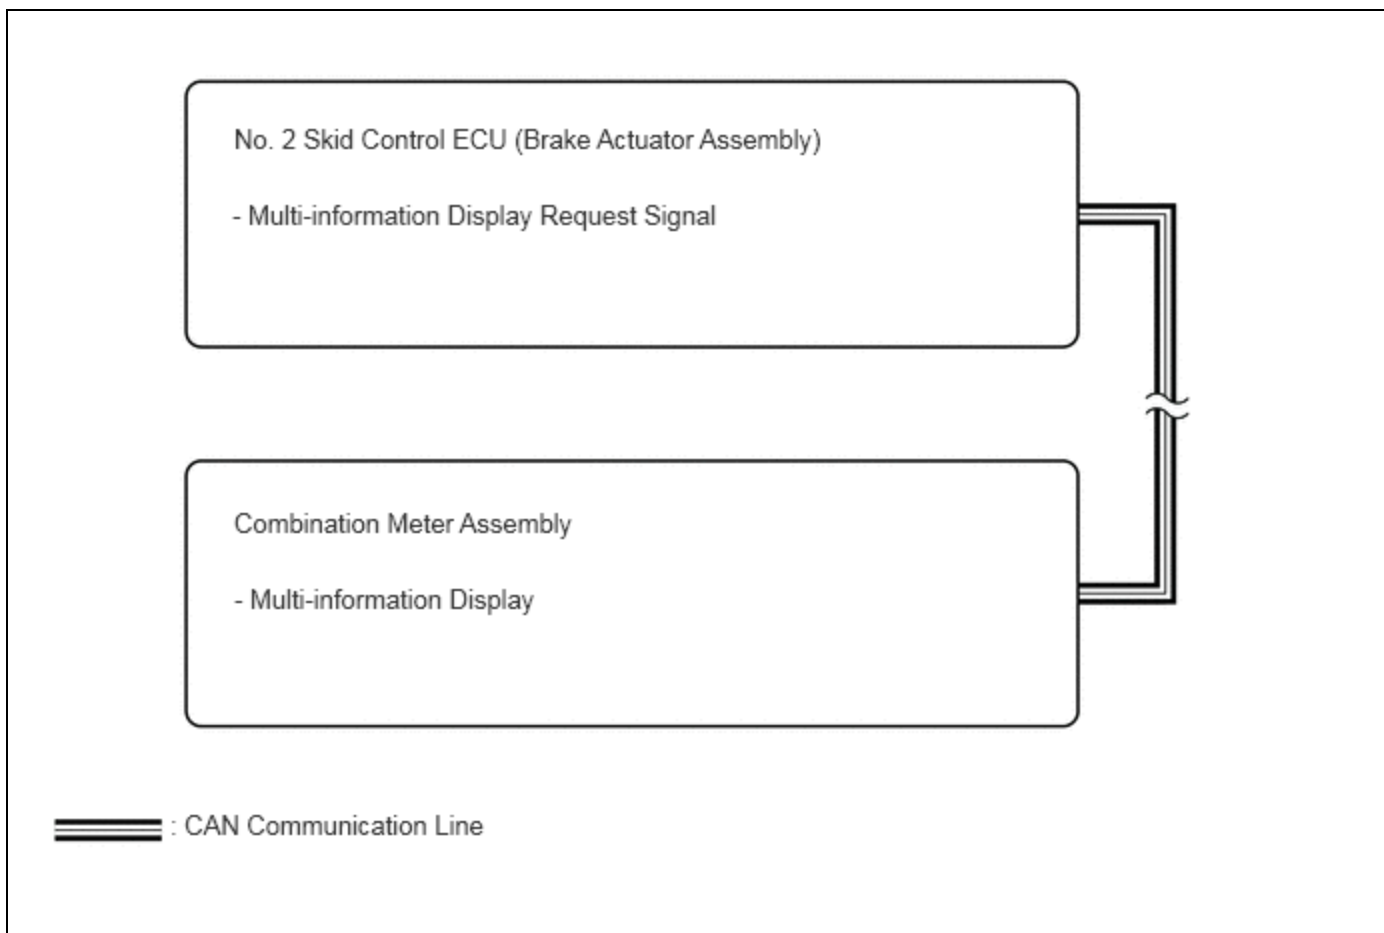 No. 2 Skid Control ECU (Brake Actuator Assembly)
- Multi-information Display Request Signal
Combination Meter Assembly
- Multi-information Display
: CAN Communication Line